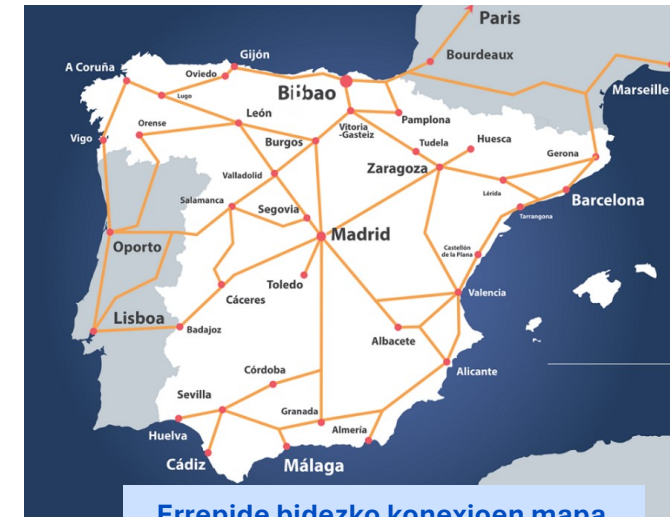 Paris
Bourdeaux
Marseille
Gijón
A Coruña
Oviedo
Lugo
Bilbao
León
Orense
Vigo
Vitoria
-Gasteiz
Pamplona
Burgos
Tudela
Huesca
Gerona
Zaragoza
Valladolid
Lérida
Barcelona
Salamanca
Segovia
Tarrangona
Madrid
Oporto
Castellón
de la Plana
Toledo
Cáceres
Valencia
Lisboa
Badajoz
Albacete
Córdoba
Alicante
Sevilla
Granada
Almería
Huelva
Cádiz
Málaga
Errepide bidezko konexioen mapa